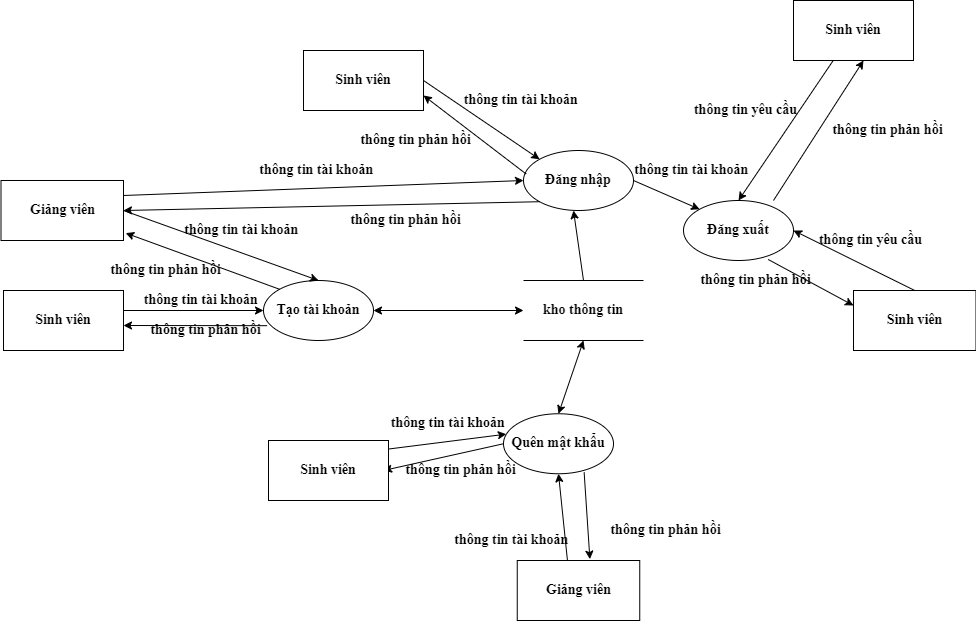 Sinh viên
Sinh viên
thông tin tài khoản
thông tin yêu cầu
thông tin phản hồi
thông tin phản hồi
thông tin tài khoản
thông tin tài khoản
Đăng nhập
Giảng viên
thông tin phản hồi
thông tin tài khoản
Đăng xuất
thông tin yêu cầu
thông tin phản hồi
thông tin phản hồi
thông tin tài khoản
Sinh viên
Tạo tài khoản
kho thông tin
Sinh viên
thông tin phản hồi
thông tin tài khoản
Quên mật khẩu
Sinh viên
thông tin phản hồi
thông tin phản hồi
thông tin tài khoản
Giảng viên